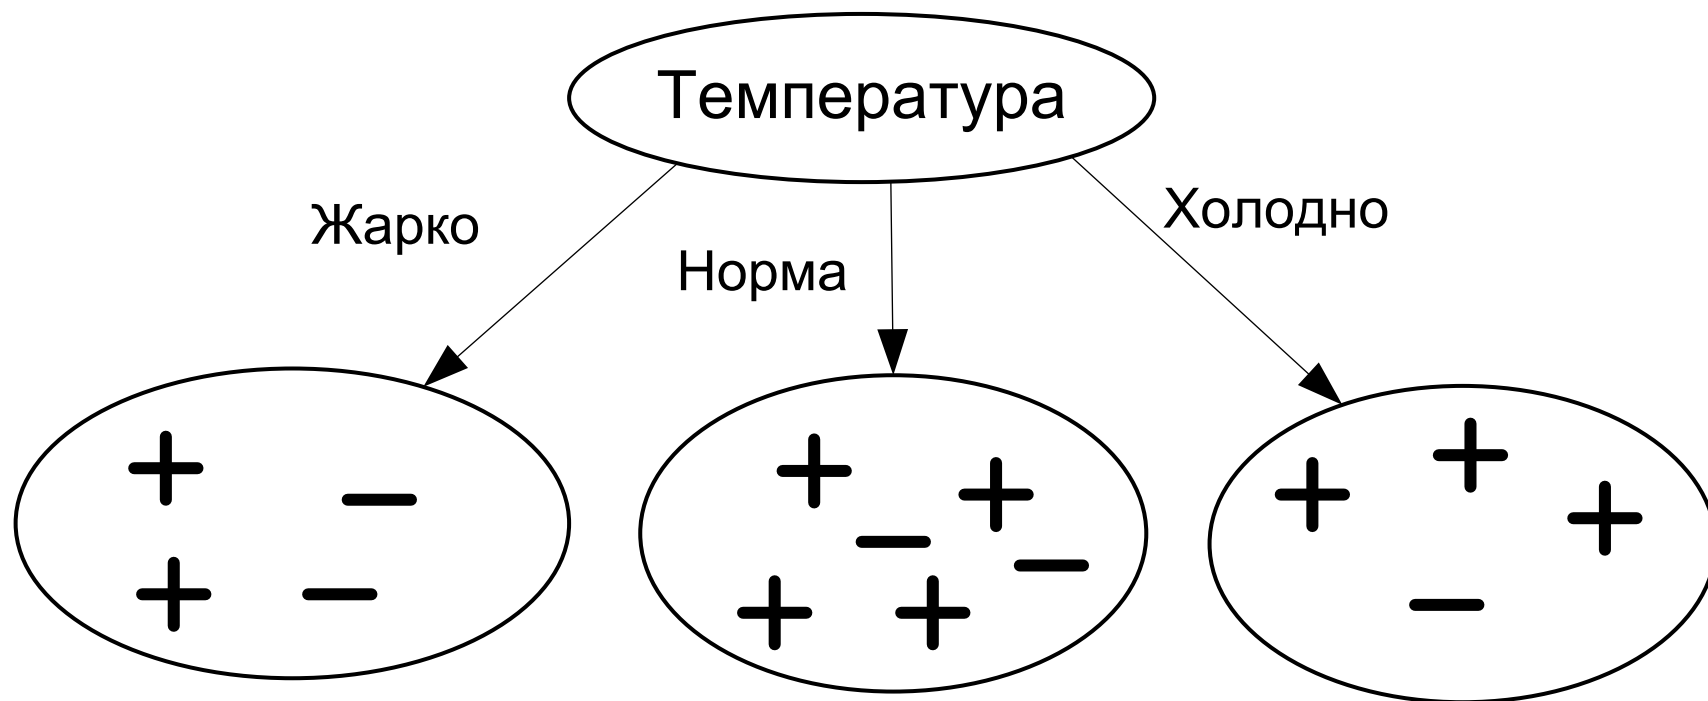 Температура
Жарко
Норма
Холодно
+ + + + + +
− − −
+ + + −
−